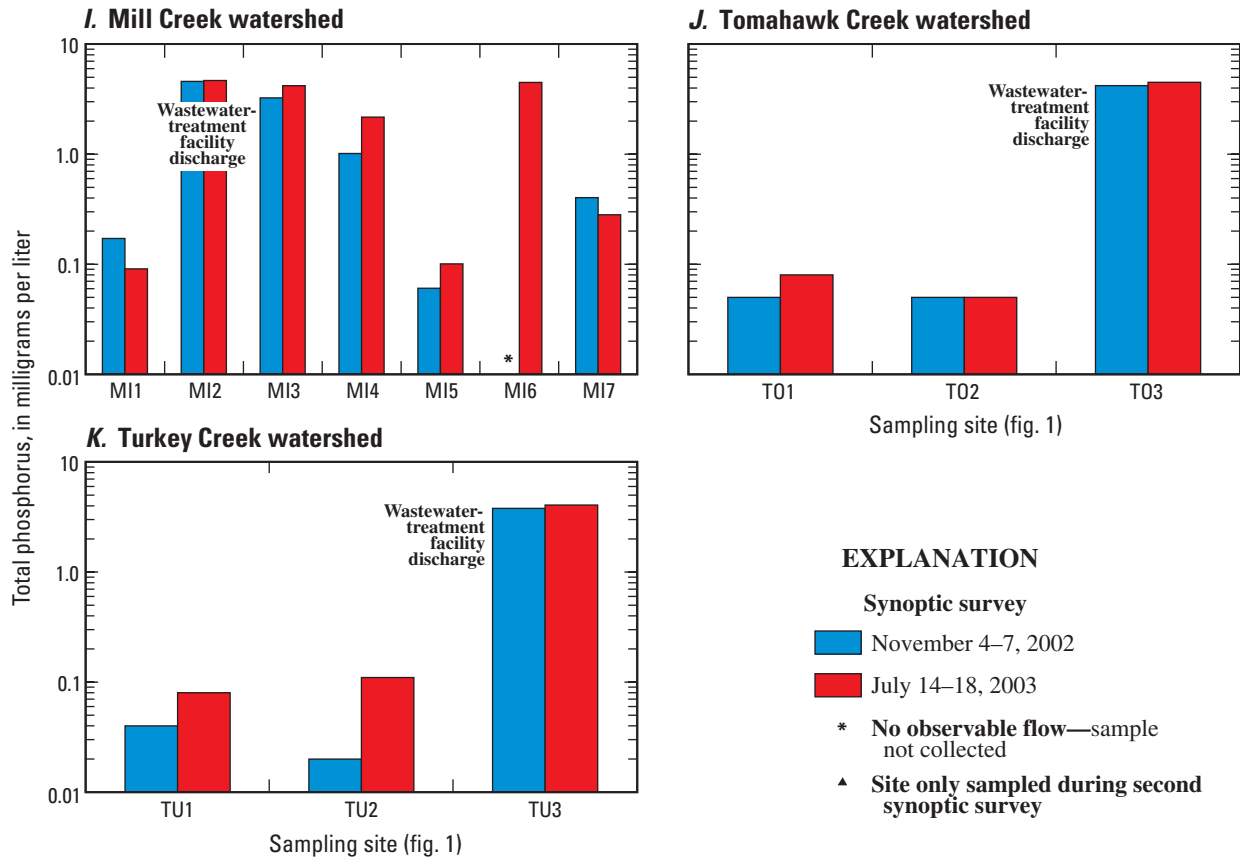 I. Mill Creek watershed
10
1.0
0.1
0.01
Wastewater-
treatment
facility
discharge
*
MI1 MI2 MI3 MI4 MI5 MI6 MI7
J. Tomahawk Creek watershed
Wastewater-
treatment
facility
discharge
TO1 TO2 TO3
Sampling site (fig. 1)
Total phosphorus, in milligrams per liter
K. Turkey Creek watershed
10
1.0
0.1
0.01
Wastewater-
treatment
facility
discharge
TU1 TU2 TU3
Sampling site (fig. 1)
EXPLANATION
Synoptic survey
November 4–7, 2002
July 14–18, 2003
* No observable flow—sample
not collected
▲ Site only sampled during second
synoptic survey